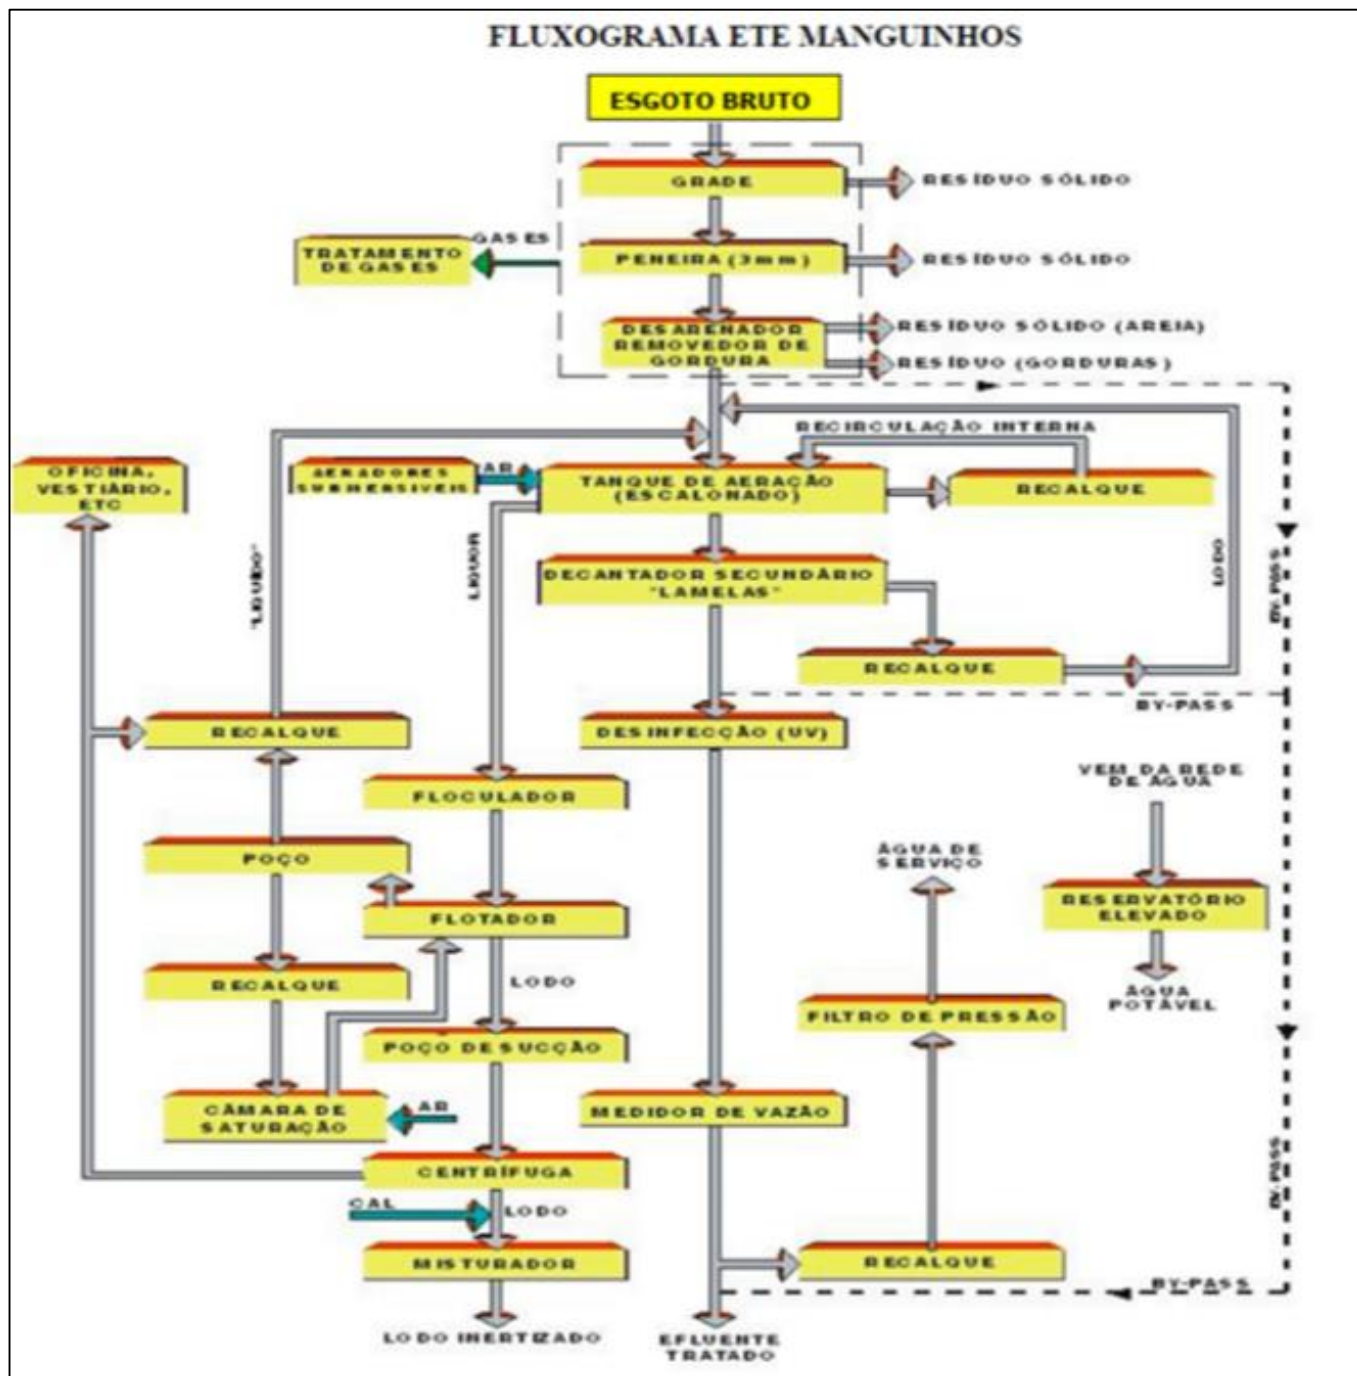 FLUXOGRAMA ETE MANGUINHOS
ESGOTO BRUTO
GRADE
RESÍDUO SÓLIDO
GASES
TRATAMENTO
DE GASES
PENEIRA (3mm)
RESÍDUO SÓLIDO
DESARENADOR
REMOVEDOR DE
GORDURA
RESÍDUO SÓLIDO (AREIA)
RESÍDUO (GORDURAS)
RECIRCULAÇÃO INTERNA
OFICINA,
VESTIÁRIO,
ETC
AERADORES
SUBMERSIVEIS
AR
TANQUE DE AERAÇÃO
(ESCALONADO)
RECALQUE
"LIQUIDO"
LIQUOR
DECANTADOR SECUNDÁRIO
"LAMELAS"
LODO
BY-PASS
RECALQUE
BY-PASS
RECALQUE
DESINFECÇÃO (UV)
VEM DA REDE
DE ÁGUA
FLOCULADOR
POÇO
ÁGUA DE
SERVIÇO
FLOTADOR
RESERVATÓRIO
ELEVADO
RECALQUE
LODO
ÁGUA
POTÁVEL
FILTRO DE PRESSÃO
POÇO DE SUCÇÃO
CÂMARA DE
SATURAÇÃO
AR
MEDIDOR DE VAZÃO
CENTRÍFUGA
BY-PASS
CAL
LODO
MISTURADOR
RECALQUE
BY-PASS
LODO INERTIZADO
EFLUENTE
TRATADO